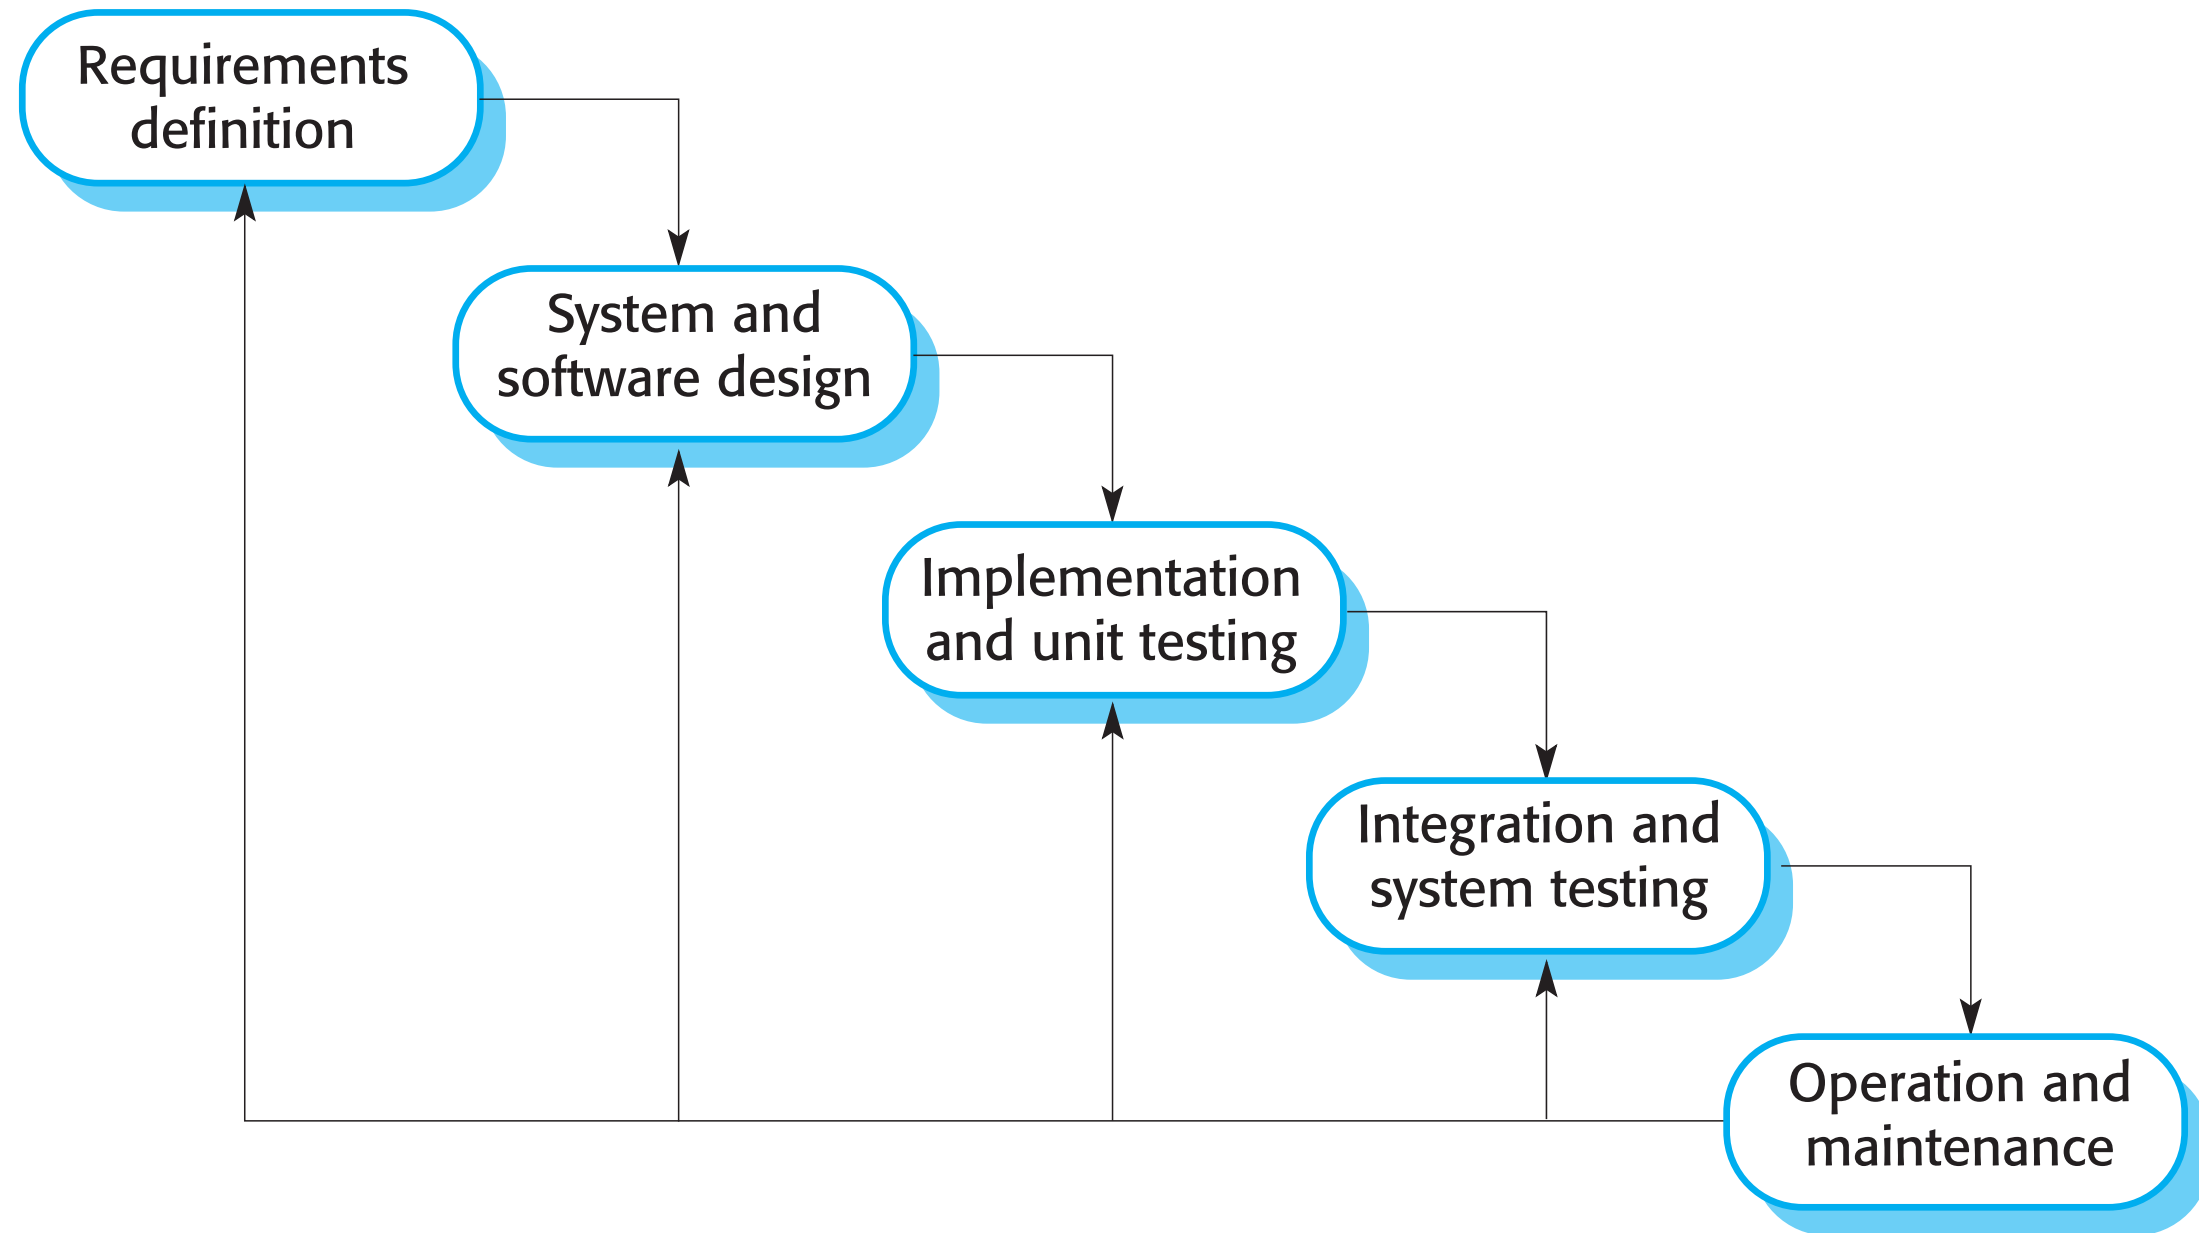 Requirements
definition
System and
software design
Implementation
and unit testing
Integration and
system testing
Operation and
maintenance